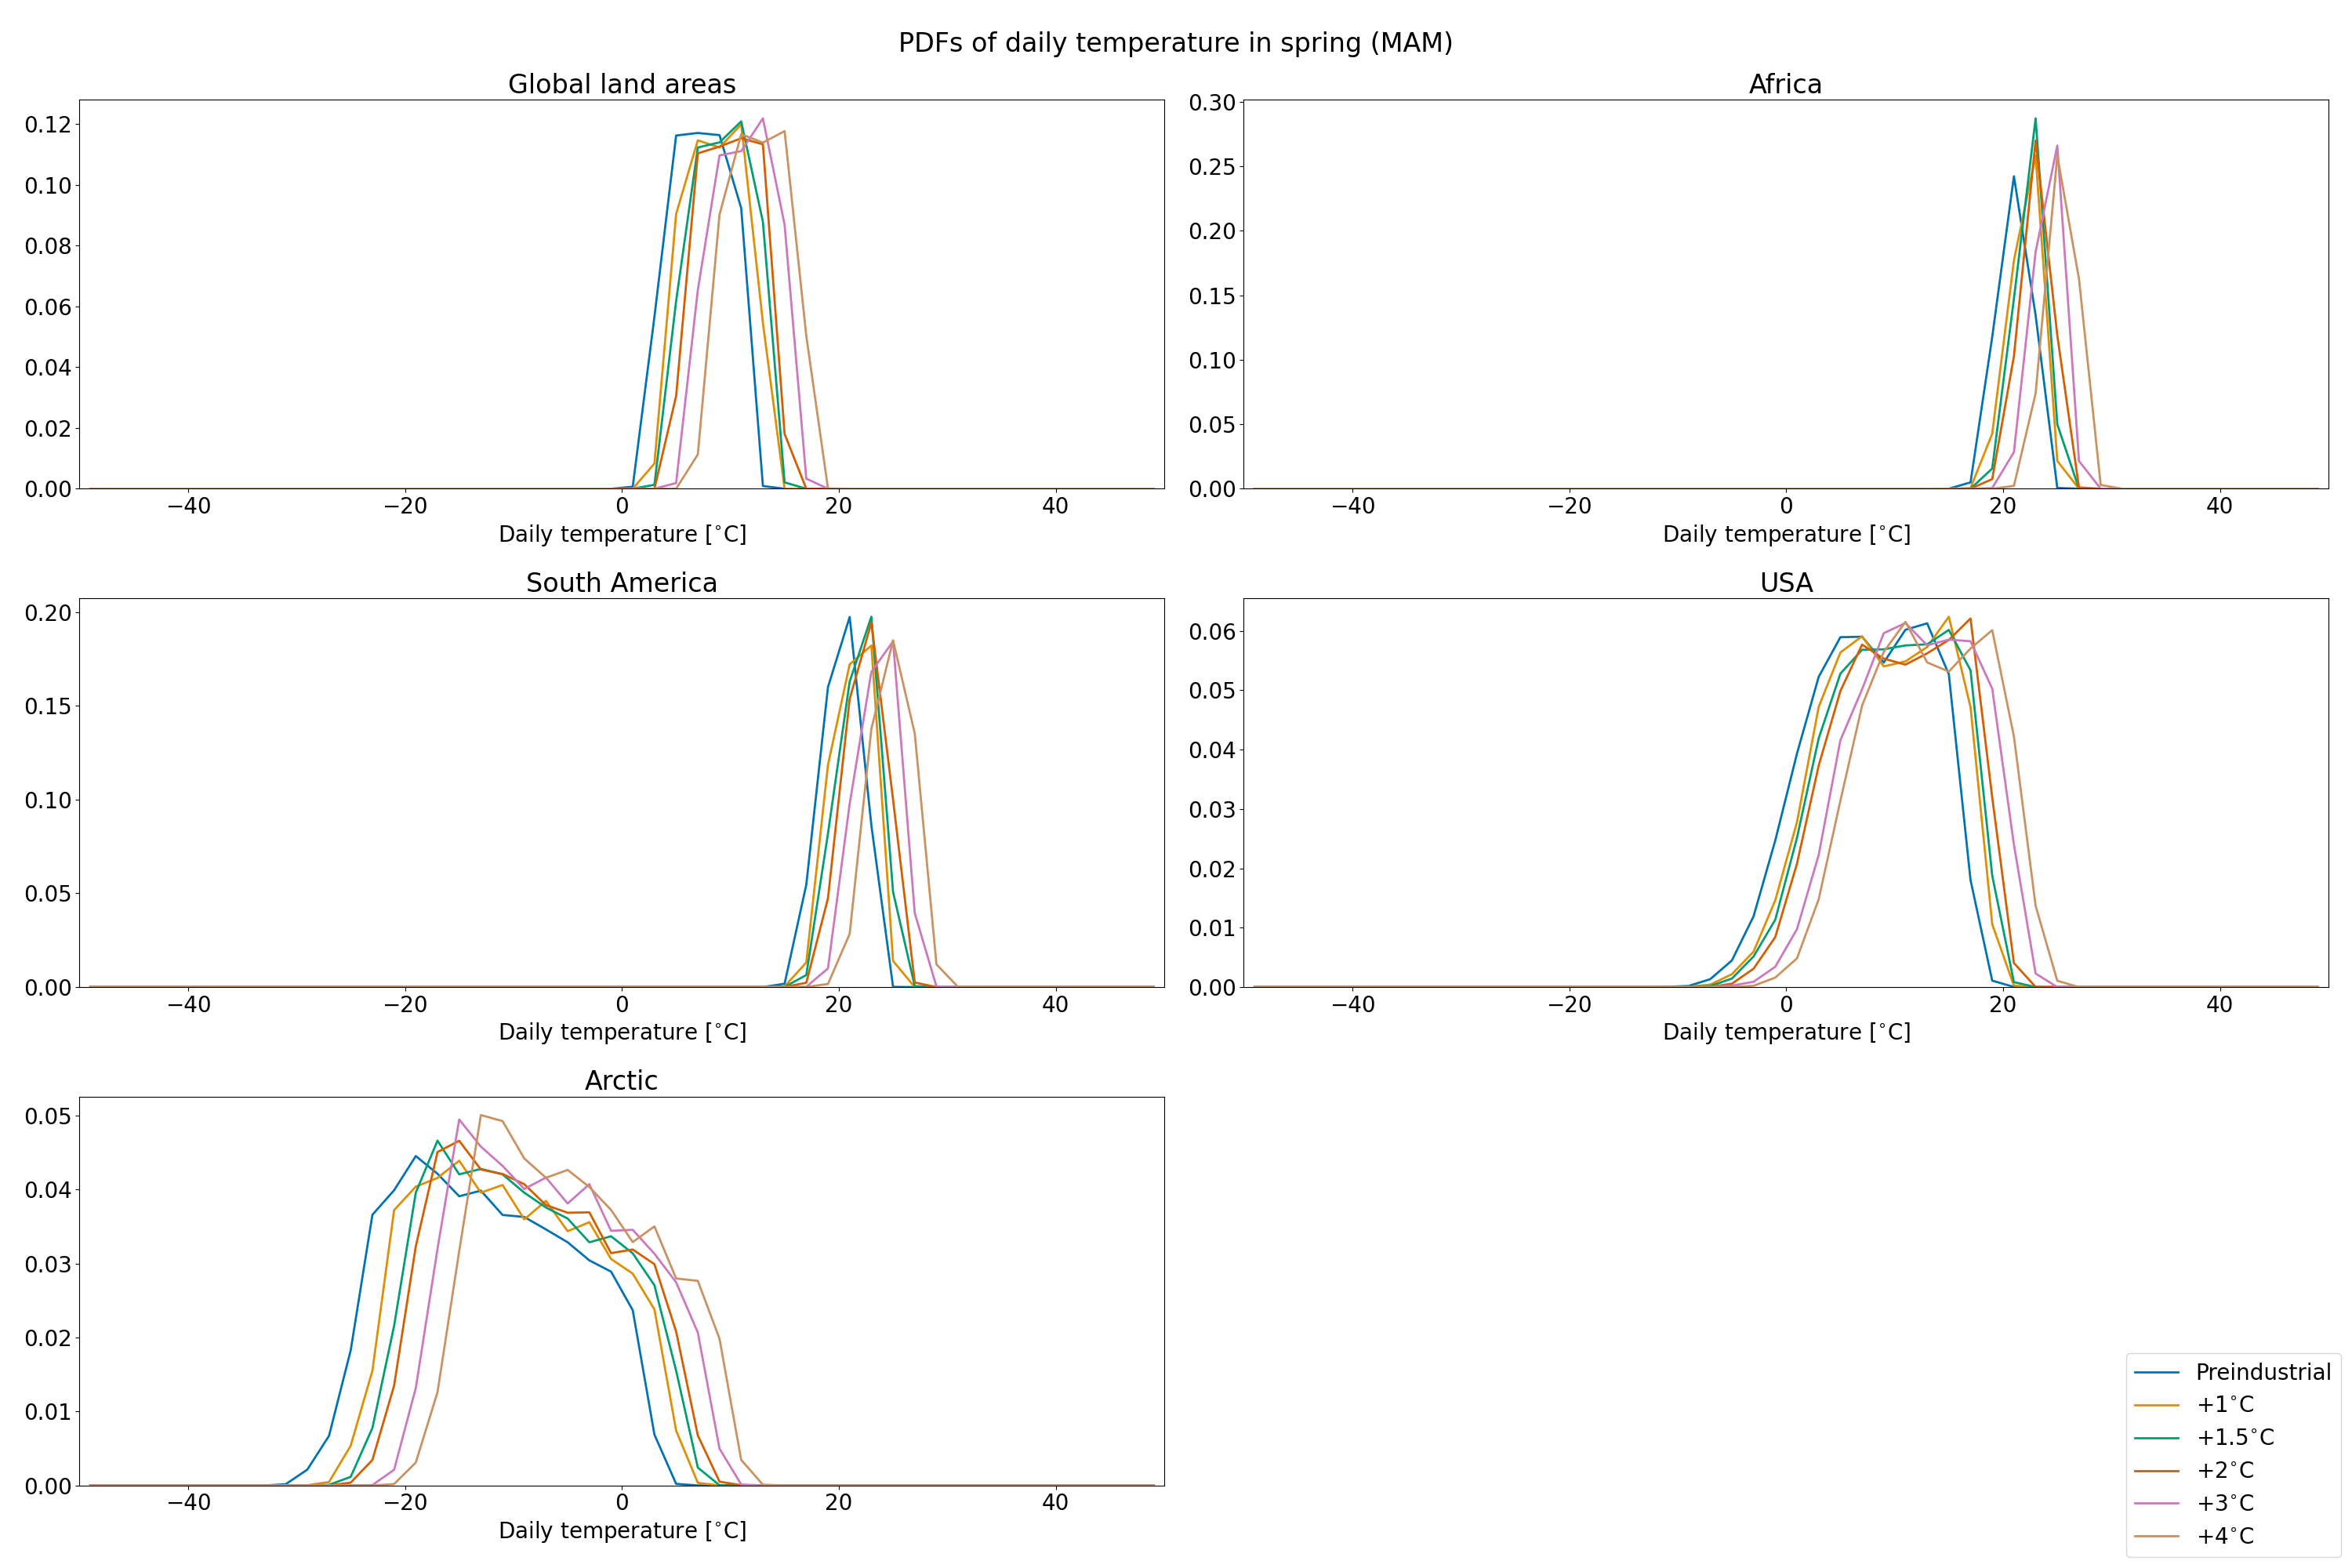 PDFs of daily temperature in spring (MAM)
Global land areas
0.12
0.10
0.08
0.06
0.04
0.02
0.00
−40 −20 0 20 40
Daily temperature [°C]
Africa
0.30
0.25
0.20
0.15
0.10
0.05
0.00
−40 −20 0 20 40
Daily temperature [°C]
South America
0.20
0.15
0.10
0.05
0.00
−40 −20 0 20 40
Daily temperature [°C]
USA
0.06
0.05
0.04
0.03
0.02
0.01
0.00
−40 −20 0 20 40
Daily temperature [°C]
Arctic
0.05
0.04
0.03
0.02
0.01
0.00
−40 −20 0 20 40
Daily temperature [°C]
Preindustrial
+1°C
+1.5°C
+2°C
+3°C
+4°C